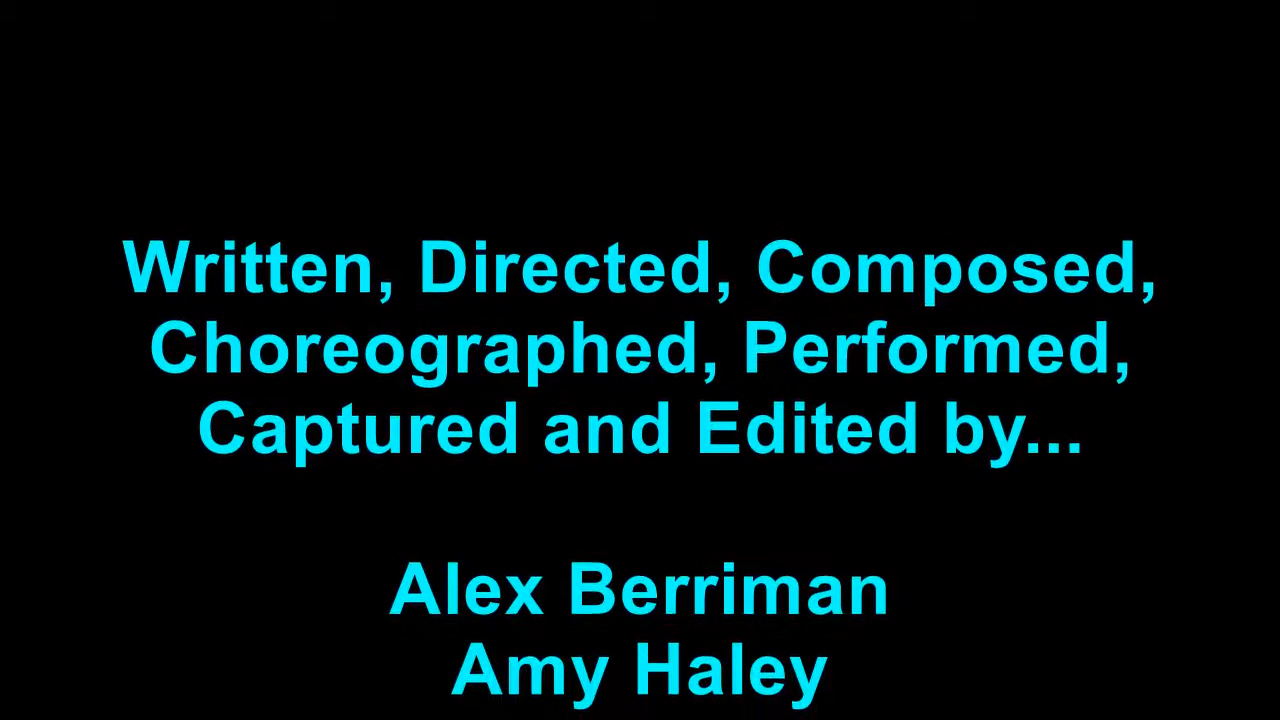 Written, Directed, Composed,
Choreographed, Performed,
Captured and Edited by...
Alex Berriman
Amy Haley